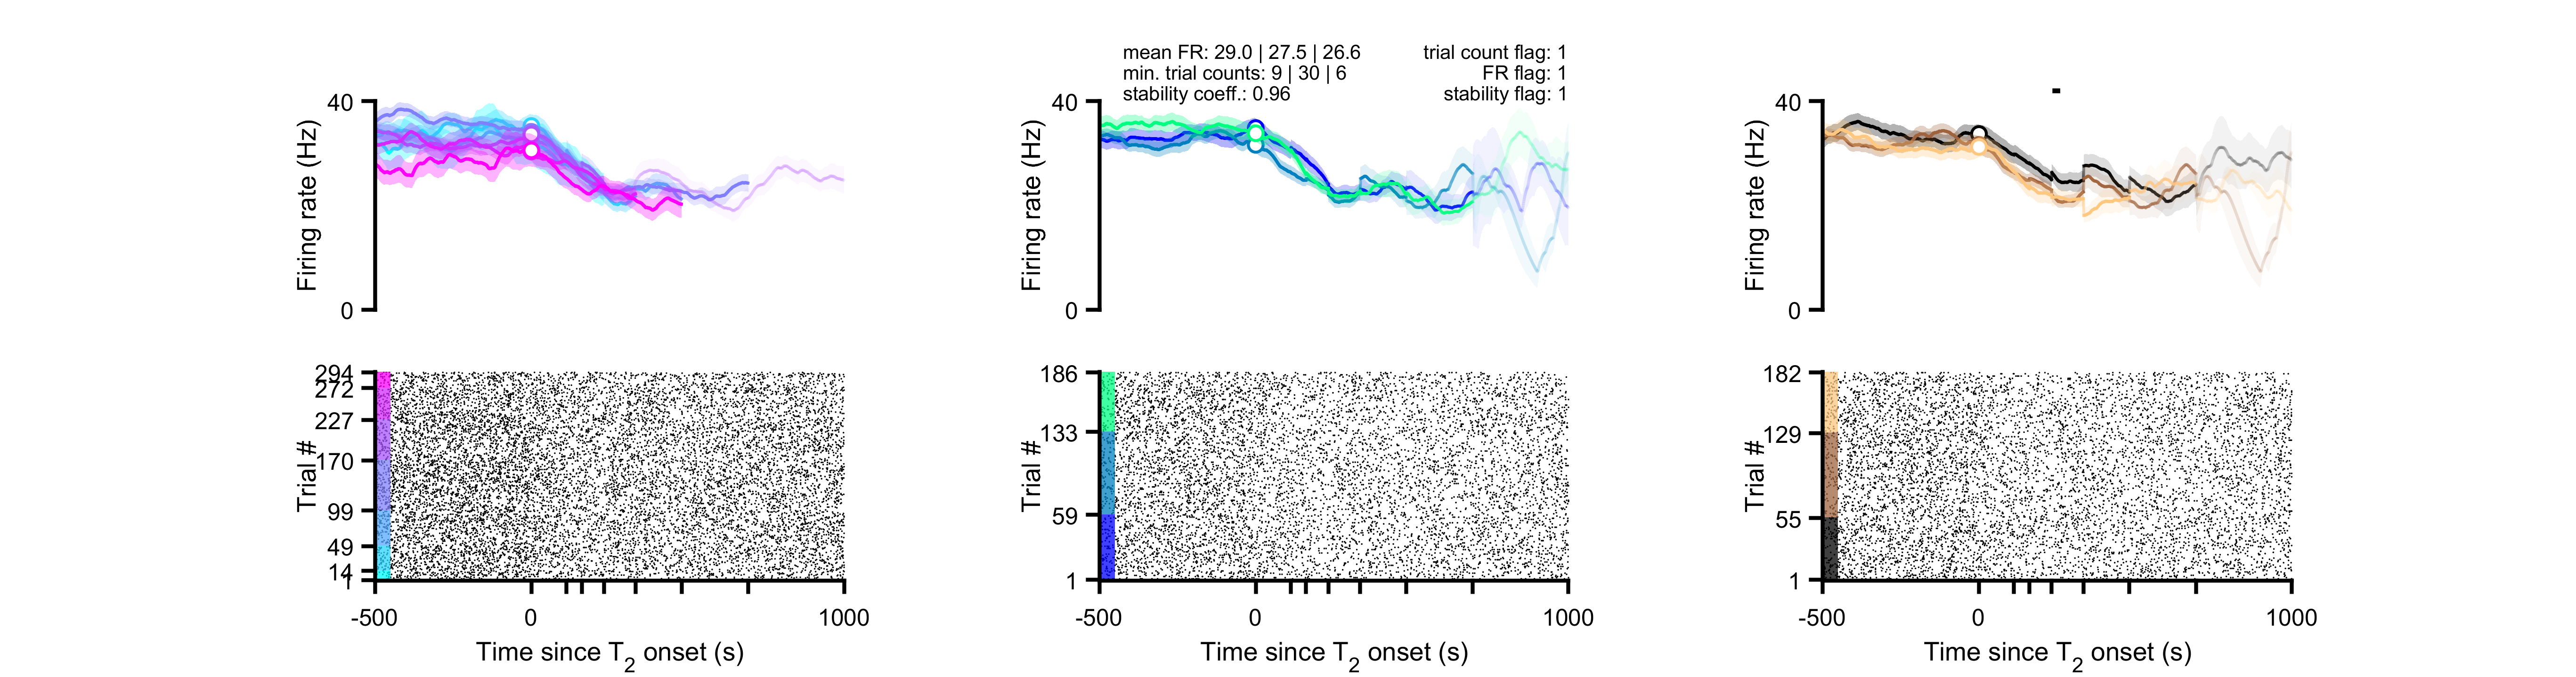 mean FR: 29.0 | 27.5 | 26.6
trial count flag: 1
min. trial counts: 9 | 30 | 6
FR flag: 1
stability coeff.: 0.96
stability flag: 1
40
0
Firing rate (Hz)
40
0
Firing rate (Hz)
40
0
Firing rate (Hz)
294
272
227
170
99
49
14
1
Trial #
-500
0
1000
Time since T2 onset (s)
186
133
59
1
Trial #
-500
0
1000
Time since T2 onset (s)
182
129
55
1
Trial #
-500
0
1000
Time since T2 onset (s)